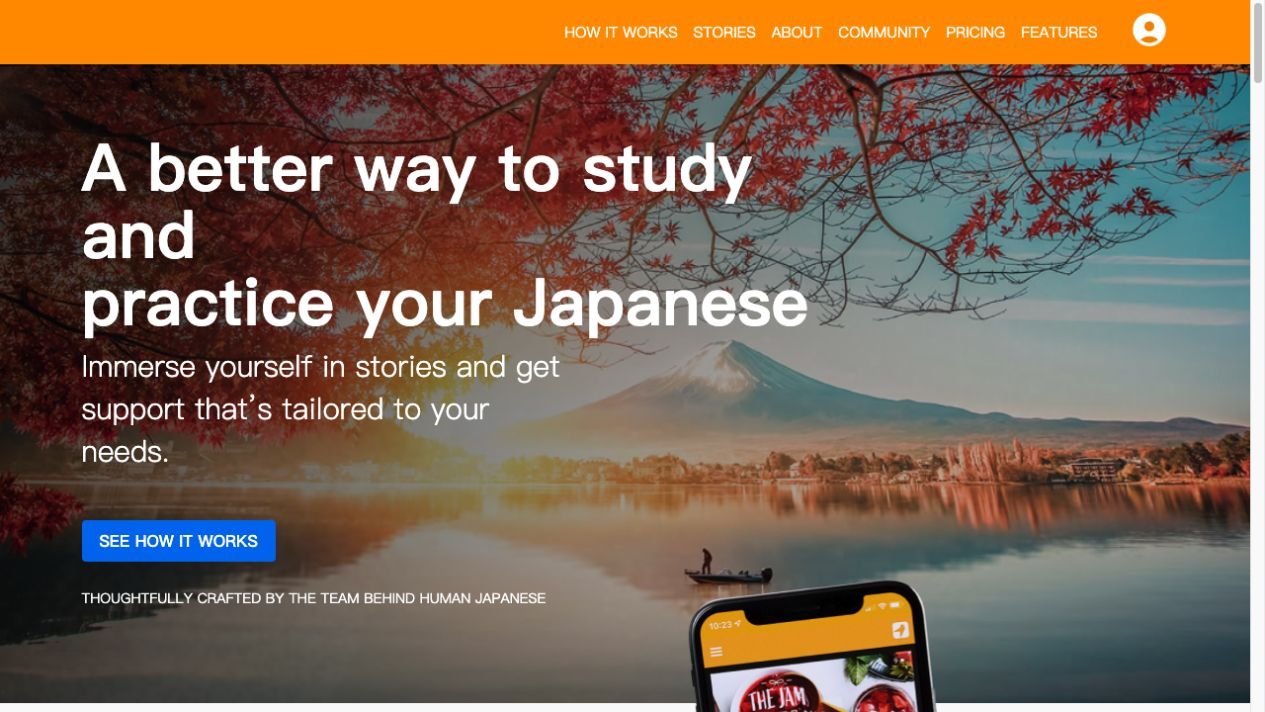 HOW IT WORKS STORIES ABOUT COMMUNITY PRICING FEATURES
A better way to study
and
practice your Japanese
Immerse yourself in stories and get
support that's tailored to your
needs.
SEE HOW IT WORKS
THOUGHTFULLY CRAFTED BY THE TEAM BEHIND HUMAN JAPANESE
10:23
THE JAM